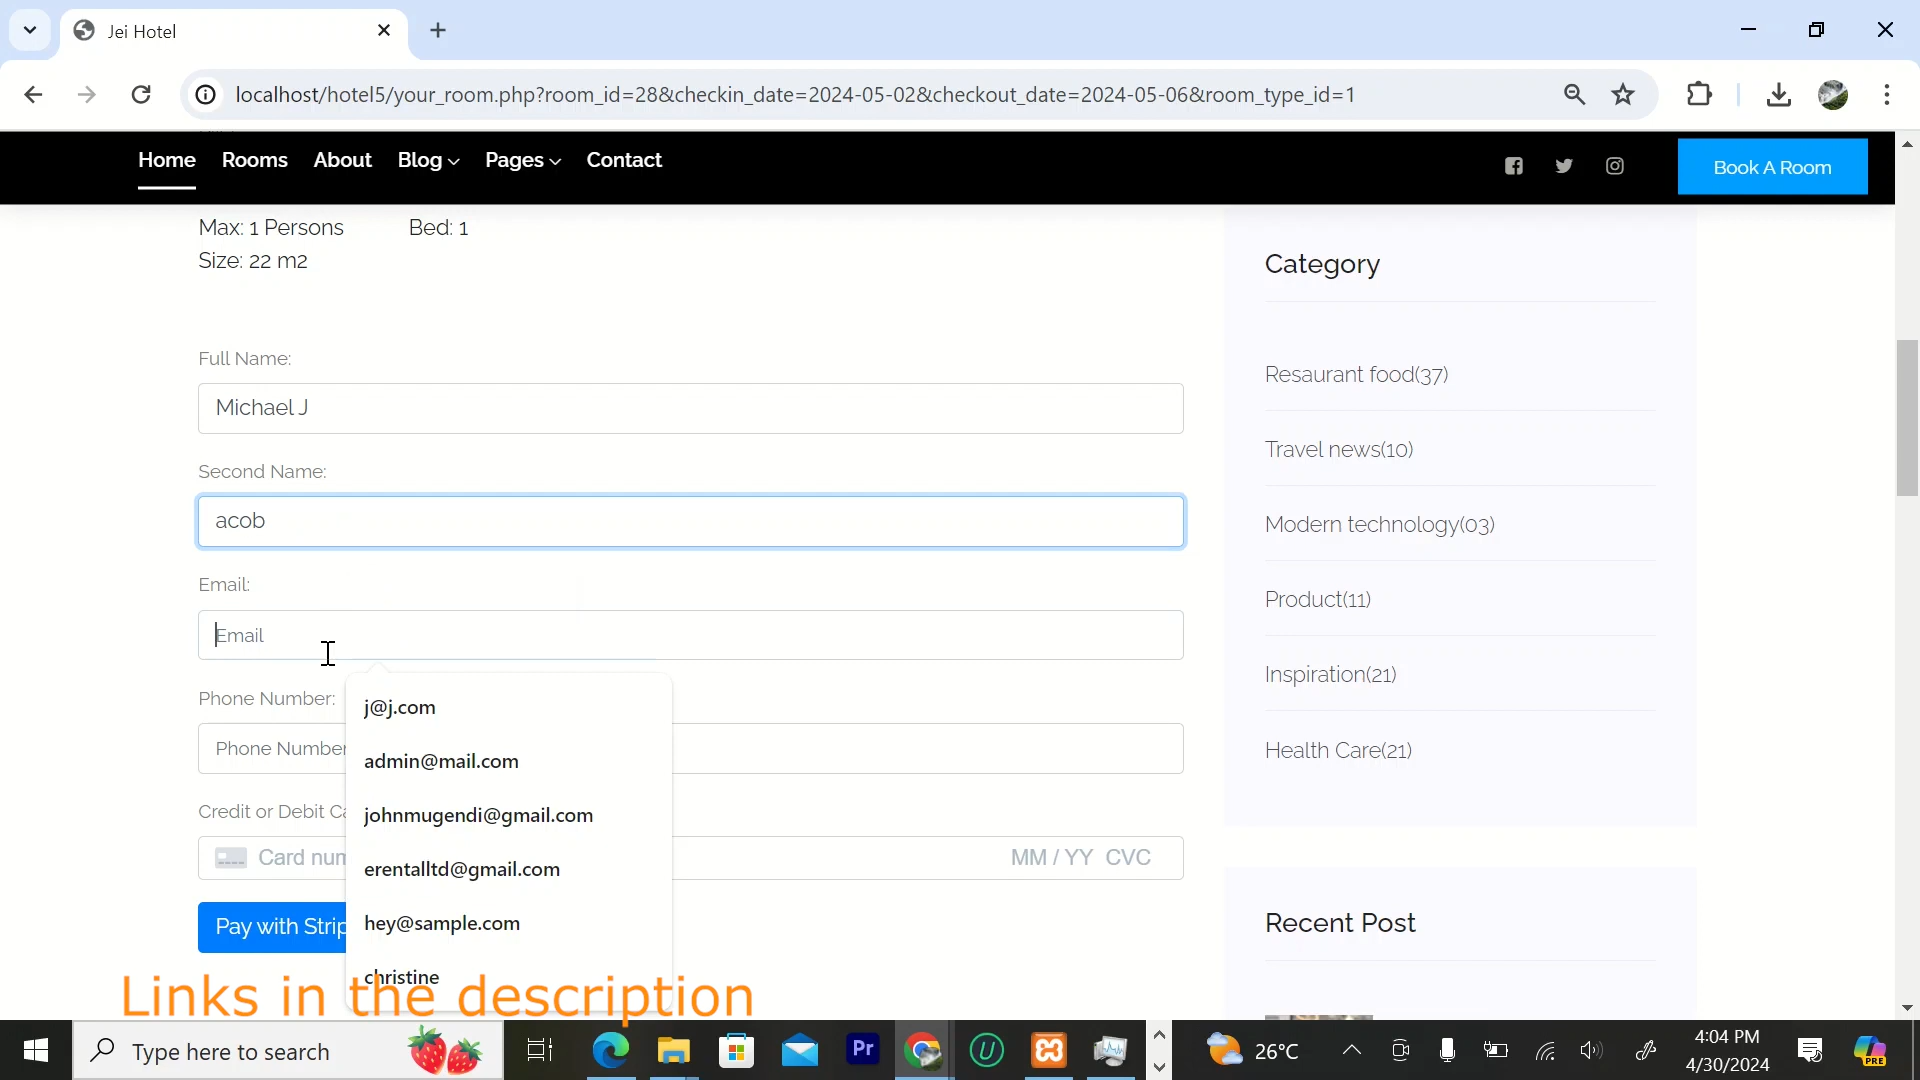 Jei Hotel
localhost/hotel5/your_room.php?room_id=28&checkin_date=2024-05-02&checkout_date=2024-05-06&room_type_id=1
Home Rooms About Blog Pages Contact Book A Room
Max: 1 Persons Bed: 1
Size: 22 m2
Full Name:
Michael J
Second Name:
acob
Email:
Email
Phone Number:
Phone Number
Credit or Debit Ca
Card num MM / YY CVC
Pay with Strip
j@j.com
admin@mail.com
johnmugendi@gmail.com
erentalltd@gmail.com
hey@sample.com
christine
Links in the description
Category
Resaurant food(37)
Travel news(10)
Modern technology(03)
Product(11)
Inspiration(21)
Health Care(21)
Recent Post
Type here to search
Pr
26°C
4:04 PM
4/30/2024
PRE